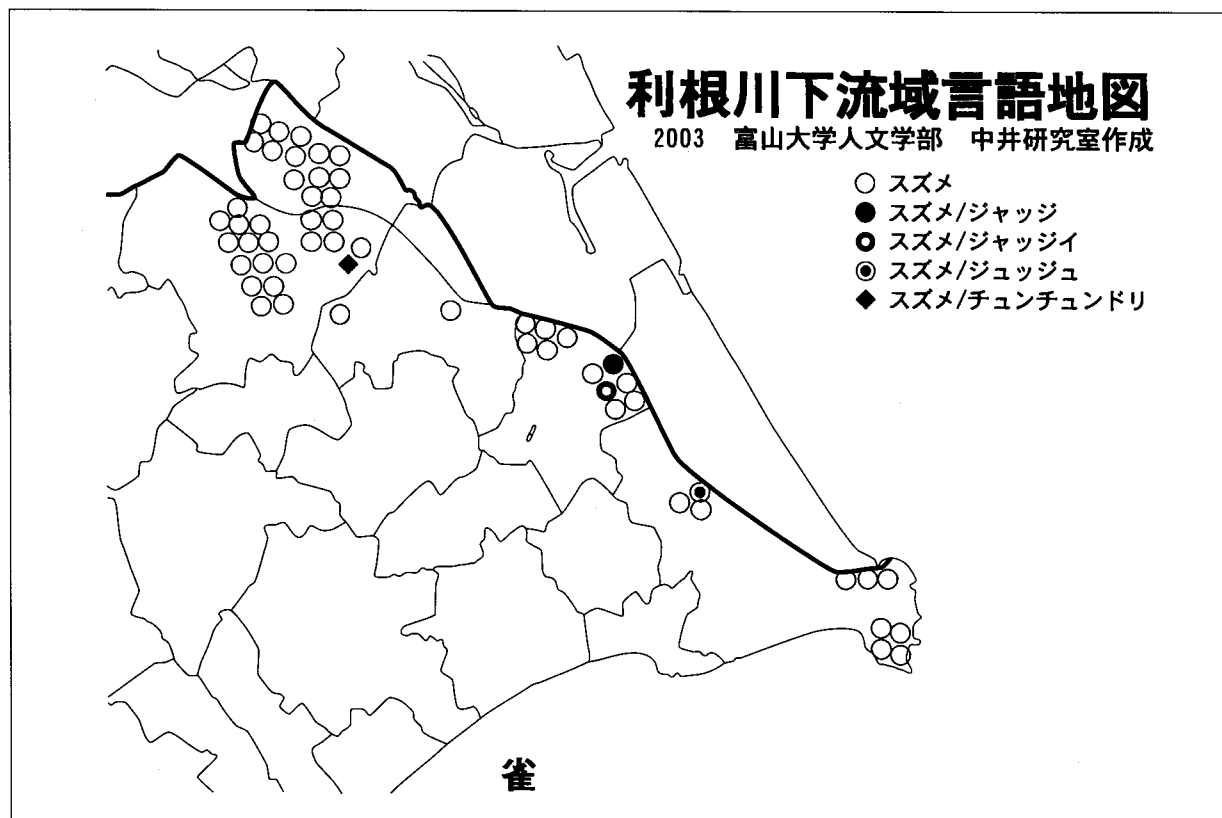 利根川下流域言語地図
2003 富山大学人文学部 中井研究室作成
スズメ
スズメ/ジャッジ
スズメ/ジャッジイ
スズメ/ジュッジュ
スズメ/チュンチュンドリ
雀